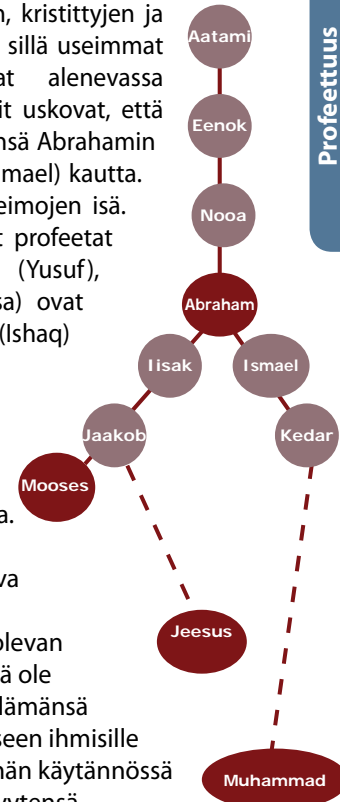 n, kristittyjen ja
sillä useimmat
at alenevassa
it uskovat, että
nsä Abrahamin
mael) kautta.
eimojen isä.
t profeetat
(Yusuf),
sa) ovat
(Ishaq)
a.
va
olevan
ä ole
lämänsä
seen ihmisille
hän käytännössä
Profeettuus
Aatami
Eenok
Nooa
Abraham
Iisak Ismael
Jaakob Kedar
Mooses
Jeesus
Muhammad